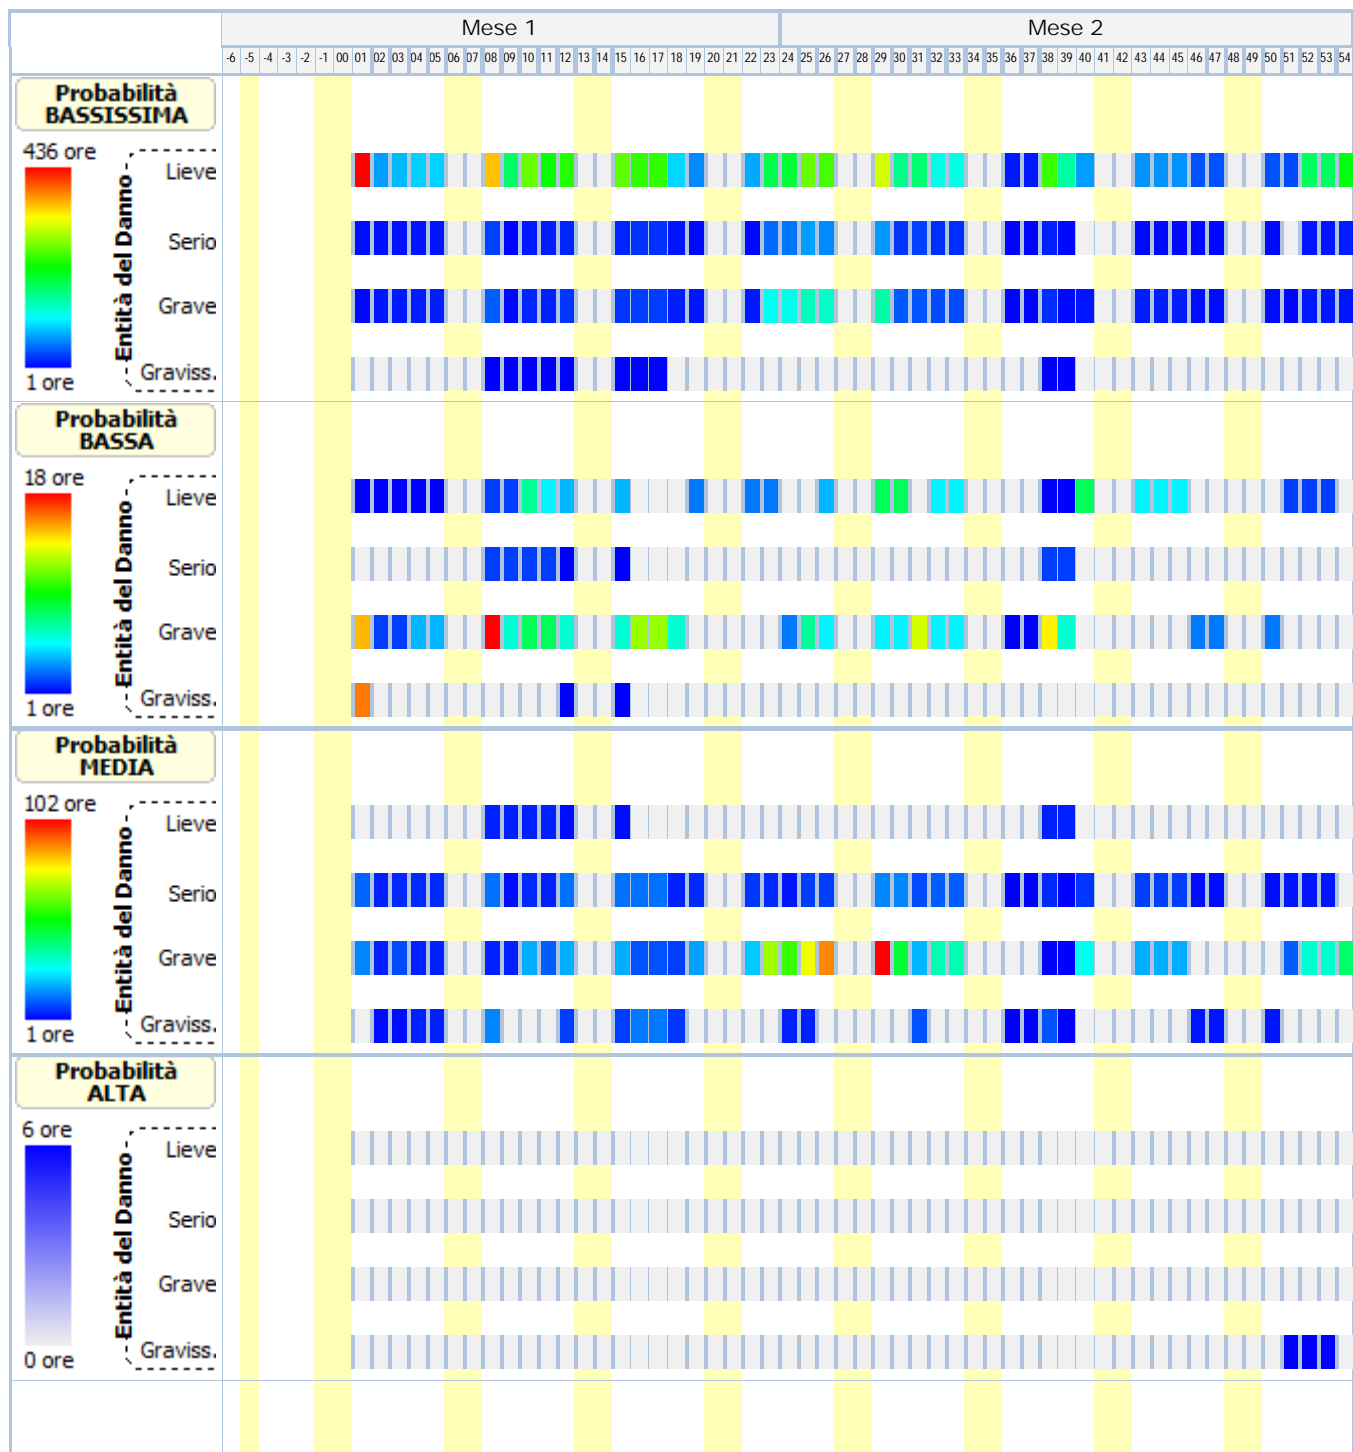 Mese 1 Mese 2
-6 -5 -4 -3 -2 -1 00 01 02 03 04 05 06 07 08 09 10 11 12 13 14 15 16 17 18 19 20 21 22 23 24 25 26 27 28 29 30 31 32 33 34 35 36 37 38 39 40 41 42 43 44 45 46 47 48 49 50 51 52 53 54
Probabilità
BASSISSIMA
436 ore
1 ore
Entità del Danno
Lieve
Serio
Grave
Graviss.
Probabilità
BASSA
18 ore
1 ore
Entità del Danno
Lieve
Serio
Grave
Graviss.
Probabilità
MEDIA
102 ore
1 ore
Entità del Danno
Lieve
Serio
Grave
Graviss.
Probabilità
ALTA
6 ore
0 ore
Entità del Danno
Lieve
Serio
Grave
Graviss.